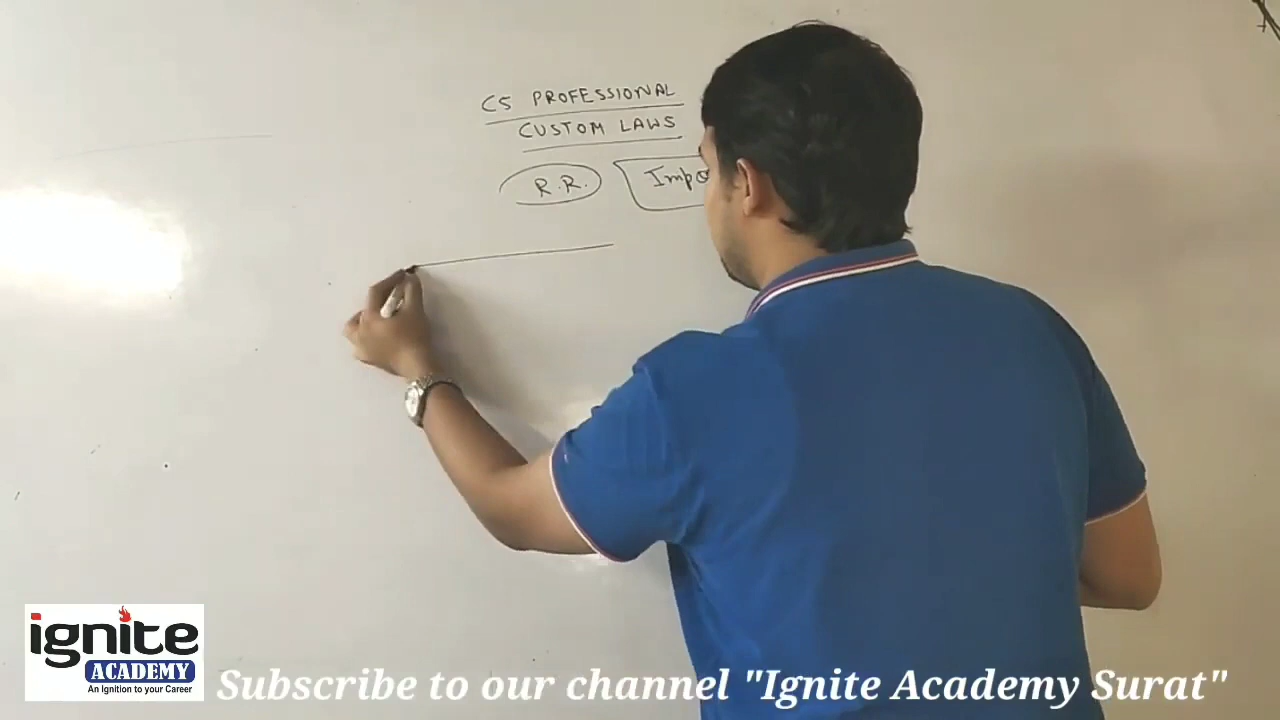 CS PROFESSIONAL
CUSTOM LAWS
R.R.
ignite
ACADEMY
An Ignition to your Career
Subscribe to our channel "Ignite Academy Surat"